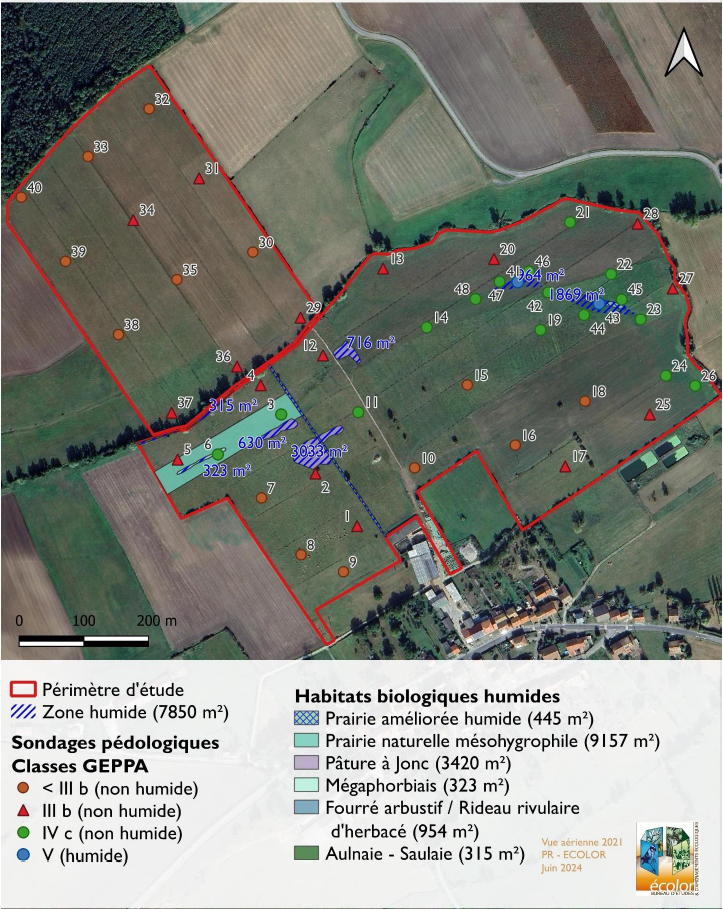 32
33
31
40
34
21
28
39
30
20
46
13
35
41
964 m²
22
27
47
48
1869 m²
45
42
43
23
44
29
14
19
38
716 m²
12
36
24
4
15
26
37
315 m²
3
11
18
25
6
630 m²
5
3033 m²
16
323 m²
10
17
2
7
1
8
9
0 100 200 m
Périmètre d'étude
Zone humide (7850 m²)
Sondages pédologiques
Classes GEPPA
< III b (non humide)
III b (non humide)
IV c (non humide)
V (humide)
Habitats biologiques humides
Prairie améliorée humide (445 m²)
Prairie naturelle mésohygrophile (9157 m²)
Pâture à Jonc (3420 m²)
Mégaphorbiais (323 m²)
Fourré arbustif / Rideau rivulaire
d'herbacé (954 m²)
Aulnaie - Saulaie (315 m²)
Vue aérienne 2021
PR - ECOLOR
Juin 2024
écolor
BUREAU D'ETUDES